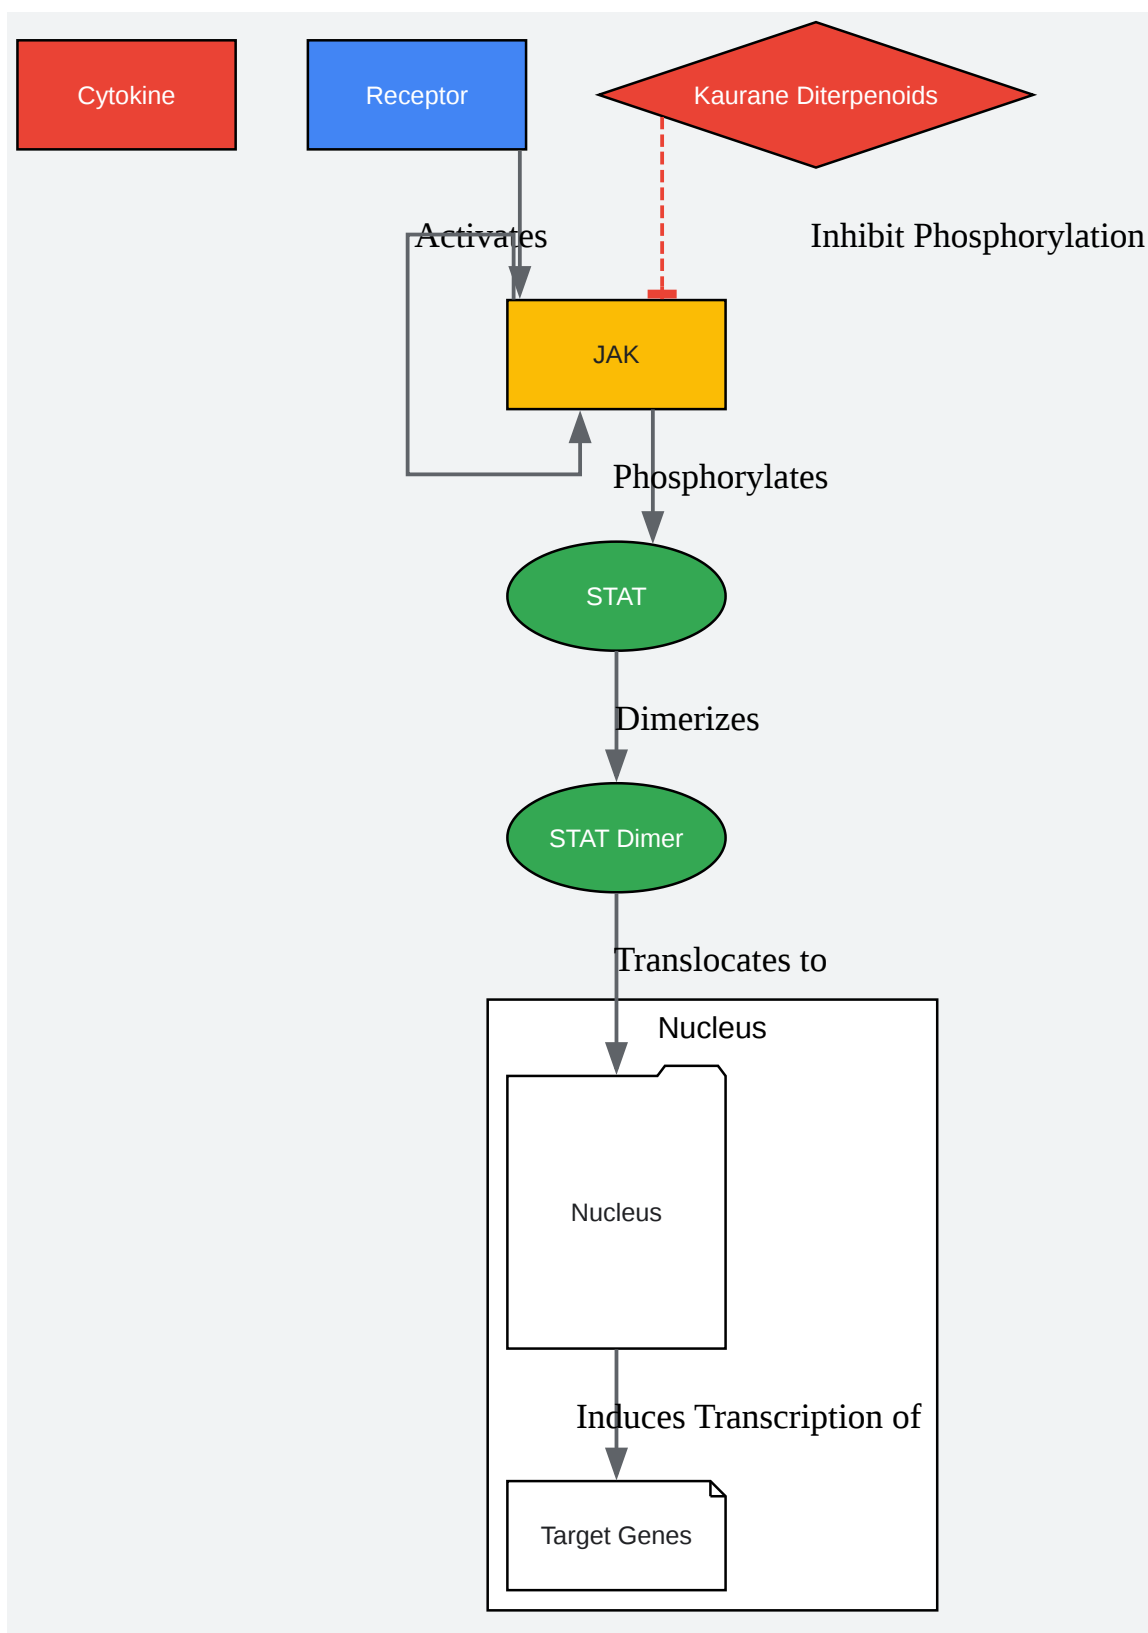 Cytokine
Receptor
Kaurane Diterpenoids
Activates
Inhibit Phosphorylation
JAK
Phosphorylates
STAT
Dimerizes
STAT Dimer
Translocates to
Nucleus
Nucleus
Induces Transcription of
Target Genes